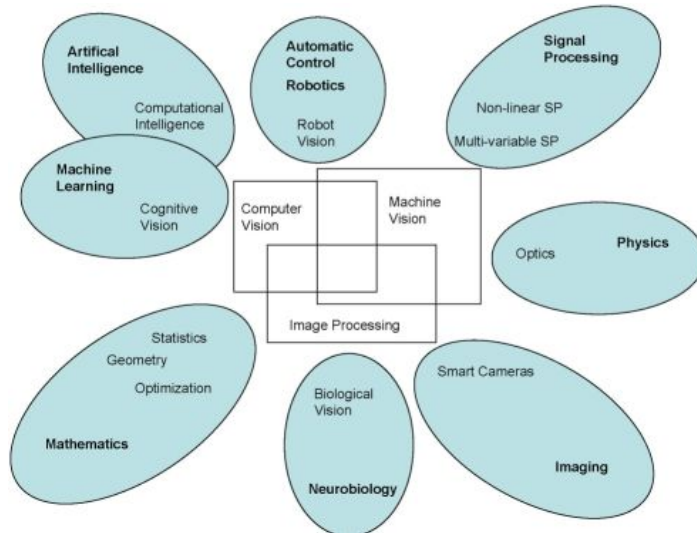 Artifical
Intelligence
Computational
Intelligence
Machine
Learning
Cognitive
Vision
Automatic
Control
Robotics
Robot
Vision
Signal
Processing
Non-linear SP
Multi-variable SP
Computer
Vision
Machine
Vision
Image Processing
Optics
Physics
Statistics
Geometry
Optimization
Mathematics
Biological
Vision
Neurobiology
Smart Cameras
Imaging